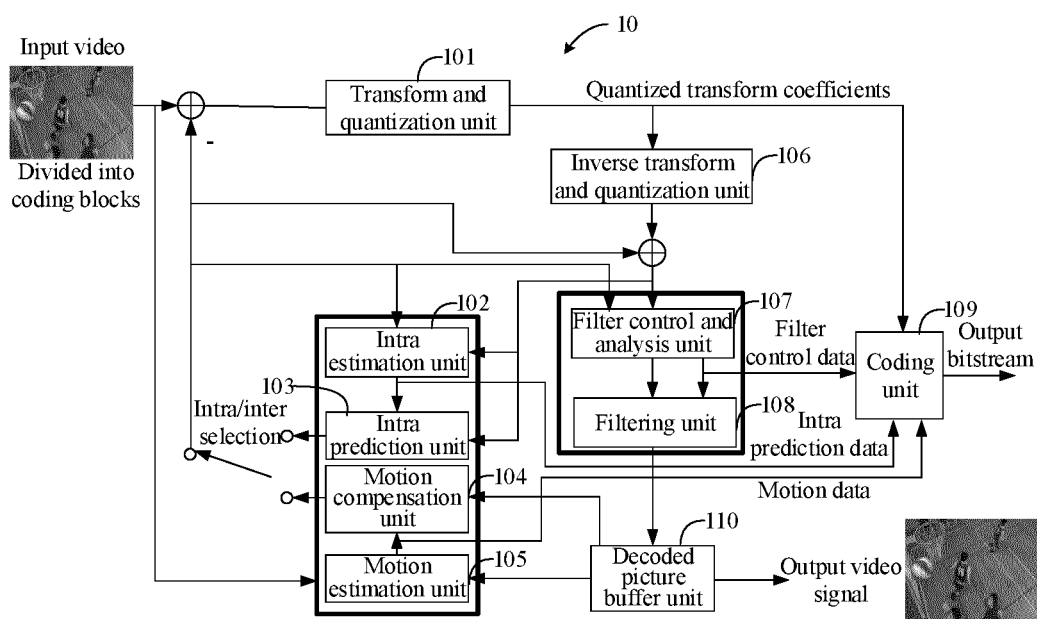 10
Input video
101
Transform and
quantization unit
Quantized transform coefficients
-
Divided into
coding blocks
Inverse transform
and quantization unit
106
102
107
109
Intra
estimation unit
Filter control and
analysis unit
Filter
control data
Coding
unit
Output
bitstream
103
Intra/inter
selection
Intra
prediction unit
Filtering unit
108
Intra
prediction data
Motion
compensation
unit
104
Motion data
110
Motion
estimation unit
105
Decoded
picture
buffer unit
Output video
signal